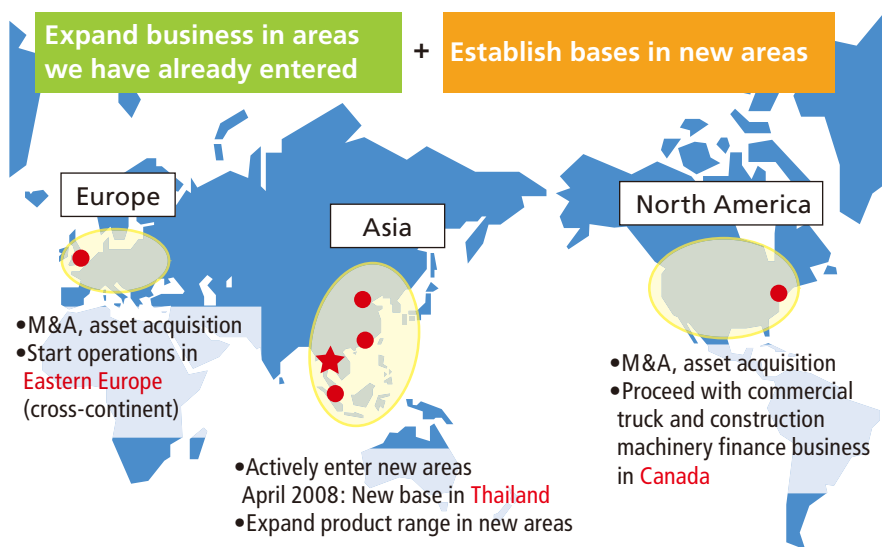 Expand business in areas
we have already entered
+
Establish bases in new areas
Europe
Asia
North America
•M&A, asset acquisition
•Start operations in
Eastern Europe
(cross-continent)
•Actively enter new areas
April 2008: New base in Thailand
•Expand product range in new areas
•M&A, asset acquisition
•Proceed with commercial
truck and construction
machinery finance business
in Canada